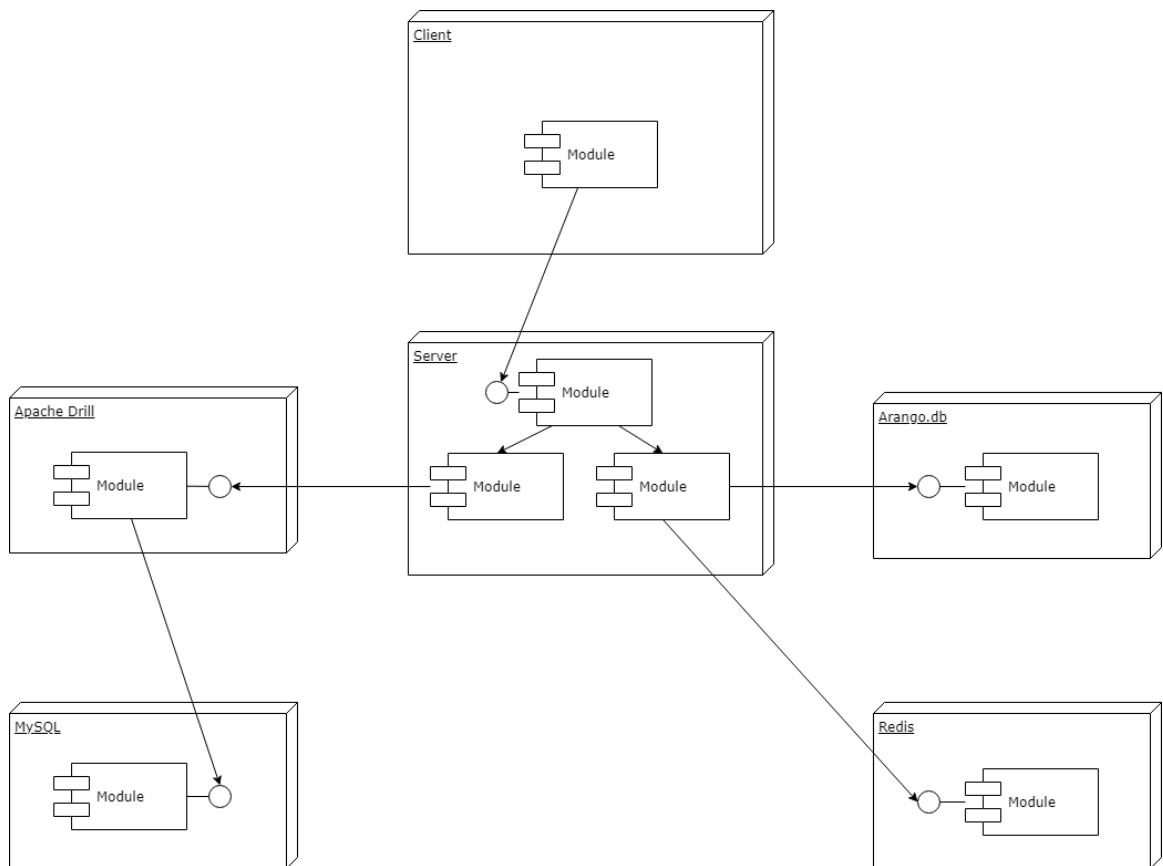 Client
Module
Server
Module
Apache Drill
Module
Module
Module
Arango.db
Module
MySQL
Module
Redis
Module